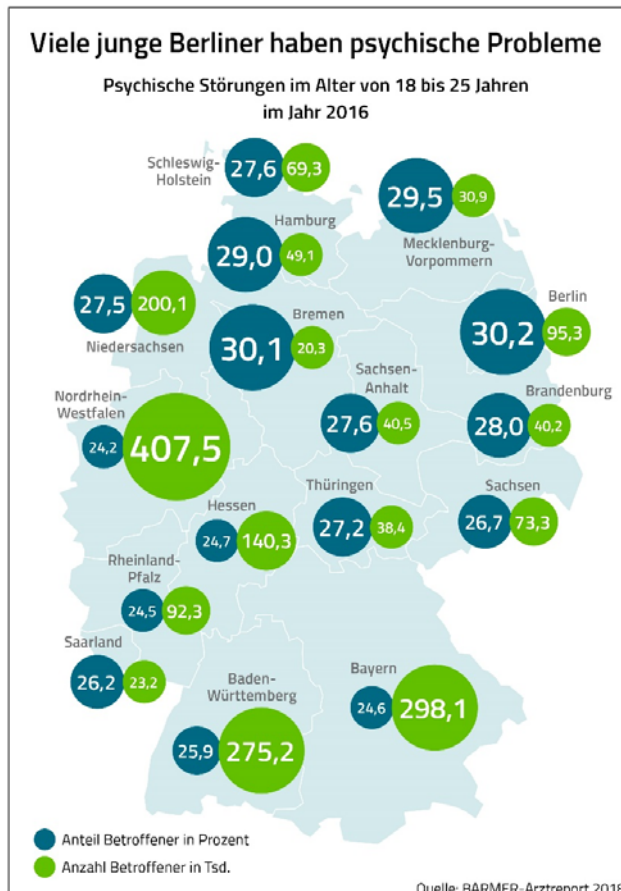 Viele junge Berliner haben psychische Probleme
Psychische Störungen im Alter von 18 bis 25 Jahren
im Jahr 2016
Schleswig-
Holstein
27,6 69,3
29,5 30,9
Mecklenburg-
Vorpommern
Hamburg
29,0 49,1
27,5 200,1
Niedersachsen
Bremen
30,1 20,3
Berlin
30,2 95,3
Sachsen-
Anhalt
27,6 40,5
Brandenburg
28,0 40,2
Nordrhein-
Westfalen
24,2 407,5
Hessen
24,7 140,3
Thüringen
27,2 38,4
Sachsen
26,7 73,3
Rheinland-
Pfalz
24,5 92,3
Saarland
26,2 23,2
Baden-
Württemberg
25,9 275,2
Bayern
24,6 298,1
Anteil Betroffener in Prozent
Anzahl Betroffener in Tsd.
Quelle: BARMER-Arztreport 2018